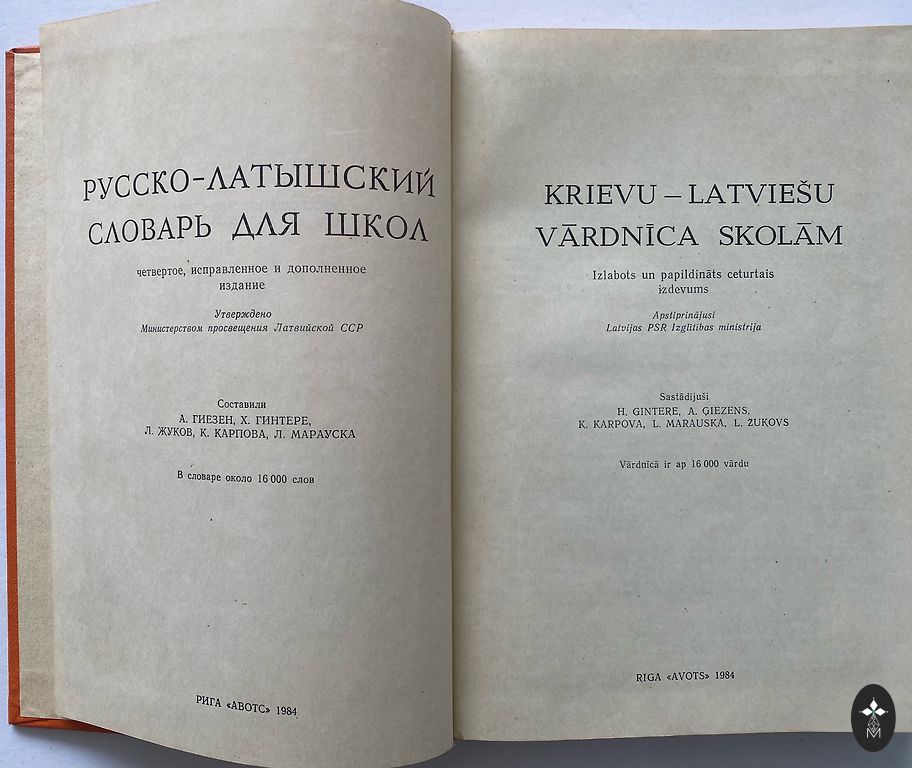 РУССКО-ЛАТЫШСКИЙ
СЛОВАРЬ ДЛЯ ШКОЛ
четвертое, исправленное и дополненное
издание
Утверждено
Министерством просвещения Латвийской ССР
Составили
А. ГИЕЗЕН, Х. ГИНТЕРЕ,
Л. ЖУКОВ, К. КАРПОВА, Л. МАРАУСКА
В словаре около 16 000 слов
РИГА «АВОТС» 1984
KRIEVU – LATVIEŠU
VĀRDNĪCA SKOLĀM
Izlabots un papildināts ceturtais
izdevums
Apstiprinājusi
Latvijas PSR Izglītības ministrija
Sastādījuši
H. GINTERE, A. ĢIEZENS,
K. KARPOVA, L. MARAUSKA, L. ŽUKOVS
Vārdnīcā ir ap 16 000 vārdu
RIGA «AVOTS» 1984